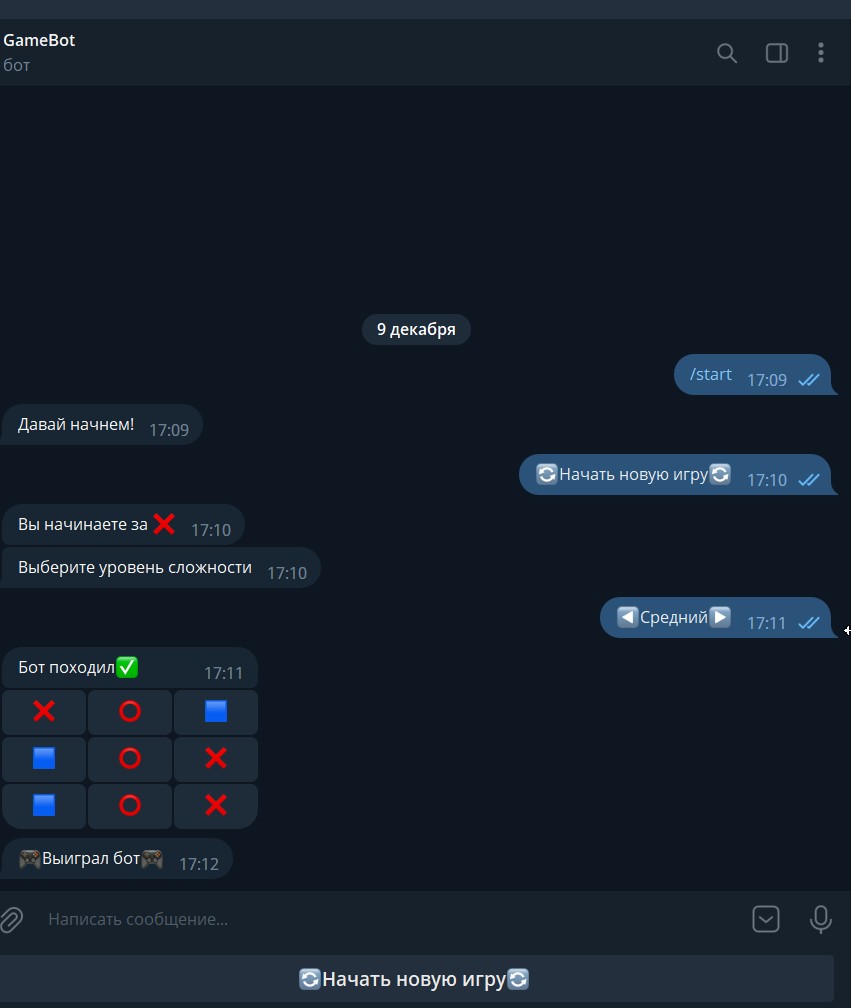 GameBot
бот
9 декабря
/start 17:09
Давай начнем! 17:09
🔄Начать новую игру🔄 17:10
Вы начинаете за ❌ 17:10
Выберите уровень сложности 17:10
◀️Средний▶️ 17:11
Бот походил✅ 17:11
❌ ⭕ 🟦
🟦 ⭕ ❌
🟦 ⭕ ❌
🎮Выиграл бот🎮 17:12
Написать сообщение...
🔄Начать новую игру🔄